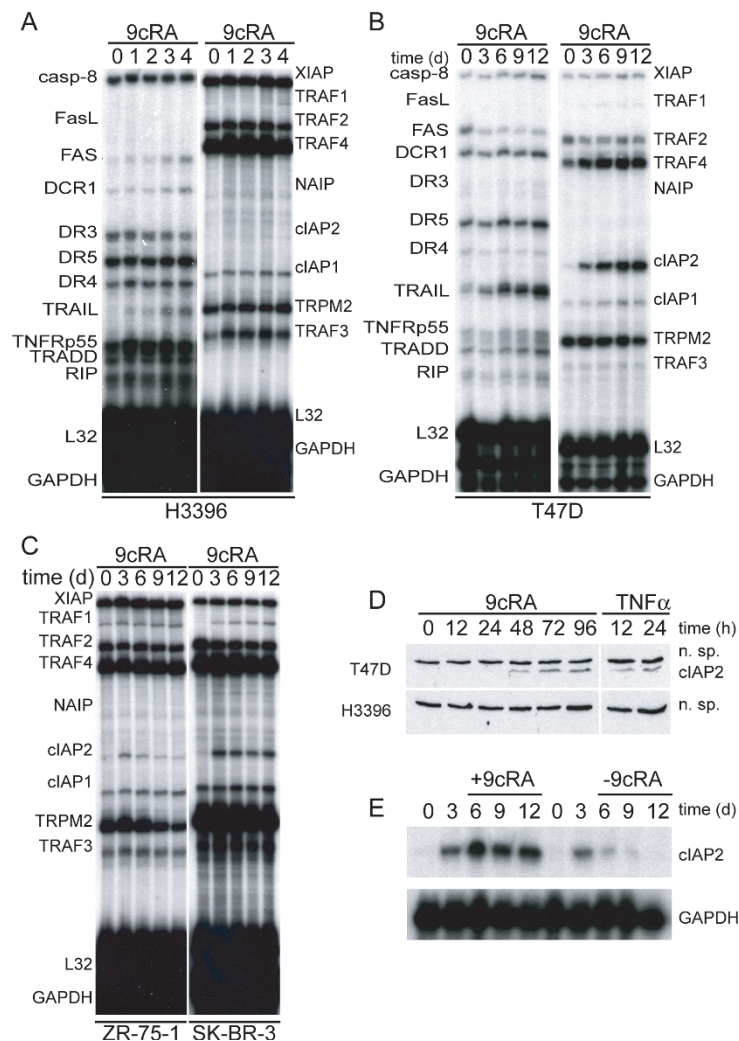 A
9cRA
0 1 2 3 4
9cRA
0 1 2 3 4
casp-8
FasL
FAS
DCR1
DR3
DR5
DR4
TRAIL
TNFRp55
TRADD
RIP
L32
GAPDH
XIAP
TRAF1
TRAF2
TRAF4
NAIP
cIAP2
cIAP1
TRPM2
TRAF3
L32
GAPDH
H3396
B
9cRA
9cRA
time (d) 0 3 6 9 12
0 3 6 9 12
casp-8
FasL
FAS
DCR1
DR3
DR5
DR4
TRAIL
TNFRp55
TRADD
RIP
L32
GAPDH
XIAP
TRAF1
TRAF2
TRAF4
NAIP
cIAP2
cIAP1
TRPM2
TRAF3
L32
GAPDH
T47D
C
9cRA
9cRA
time (d) 0 3 6 9 12
0 3 6 9 12
XIAP
TRAF1
TRAF2
TRAF4
NAIP
cIAP2
cIAP1
TRPM2
TRAF3
L32
GAPDH
ZR-75-1
SK-BR-3
D
9cRA
TNFα
0 12 24 48 72 96
12 24 time (h)
T47D
n. sp.
cIAP2
H3396
n. sp.
E
+9cRA
-9cRA
0 3 6 9 12 0 3 6 9 12 time (d)
cIAP2
GAPDH